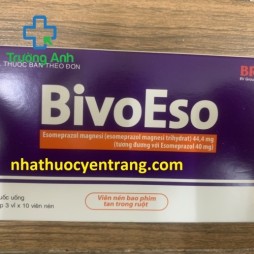 Trường Anh
THUỐC BÁN THEO ĐƠN
BivoEso
Esomeprazol magnesi (esomeprazol magnesi trihydrat) 44,4 mg
(tương đương với Esomeprazol 40 mg)
nhathuocyentrang.com
Viên nén bao phim
tan trong ruột
uốc uống
p 3 vỉ x 10 viên nén